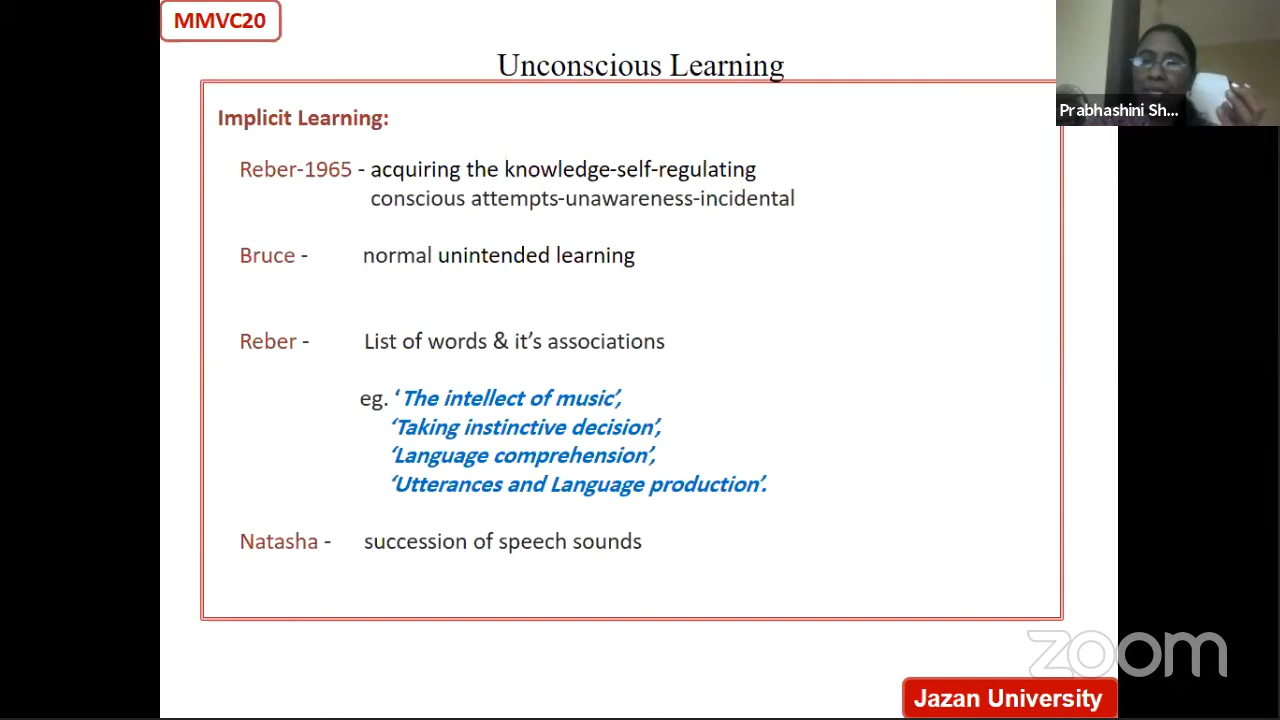 MMVC20
Unconscious Learning
Prabhashini Sh...
Implicit Learning:
Reber-1965 - acquiring the knowledge-self-regulating
conscious attempts-unawareness-incidental
Bruce - normal unintended learning
Reber - List of words & it's associations
eg. ‘ The intellect of music’,
‘Taking instinctive decision’,
‘Language comprehension’,
‘Utterances and Language production’.
Natasha - succession of speech sounds
zoom
Jazan University